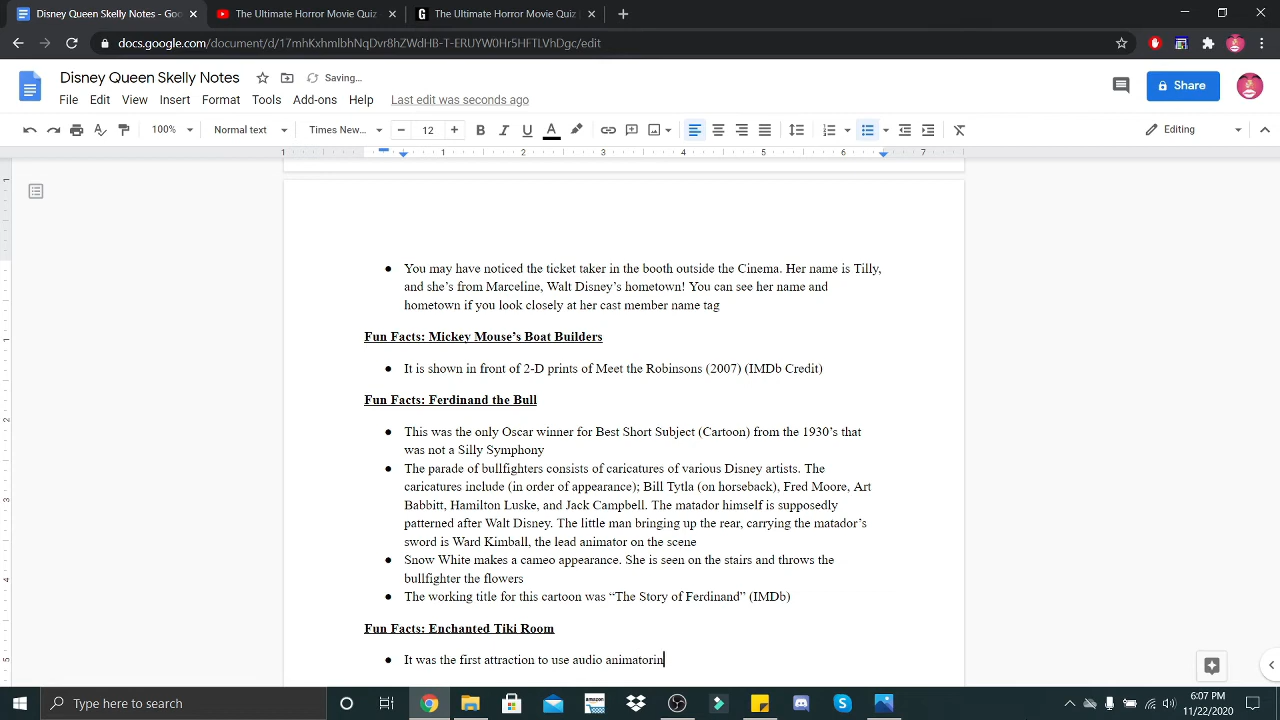 Disney Queen Skelly Notes - Goo
The Ultimate Horror Movie Quiz
The Ultimate Horror Movie Quiz
docs.google.com/document/d/17mhKxhmlbhNqDvr8hZWdHB-T-ERUYW0Hr5HFTLVhDgc/edit
Disney Queen Skelly Notes
Saving...
Share
File Edit View Insert Format Tools Add-ons Help Last edit was seconds ago
100% Normal text Times New... 12 Editing
1 1 2 3 4 5 6 7
● You may have noticed the ticket taker in the booth outside the Cinema. Her name is Tilly,
and she’s from Marceline, Walt Disney’s hometown! You can see her name and
hometown if you look closely at her cast member name tag
Fun Facts: Mickey Mouse’s Boat Builders
● It is shown in front of 2-D prints of Meet the Robinsons (2007) (IMDb Credit)
Fun Facts: Ferdinand the Bull
● This was the only Oscar winner for Best Short Subject (Cartoon) from the 1930’s that
was not a Silly Symphony
● The parade of bullfighters consists of caricatures of various Disney artists. The
caricatures include (in order of appearance); Bill Tytla (on horseback), Fred Moore, Art
Babbitt, Hamilton Luske, and Jack Campbell. The matador himself is supposedly
patterned after Walt Disney. The little man bringing up the rear, carrying the matador’s
sword is Ward Kimball, the lead animator on the scene
● Snow White makes a cameo appearance. She is seen on the stairs and throws the
bullfighter the flowers
● The working title for this cartoon was “The Story of Ferdinand” (IMDb)
Fun Facts: Enchanted Tiki Room
● It was the first attraction to use audio animatorin
Type here to search
amazon
6:07 PM
11/22/2020